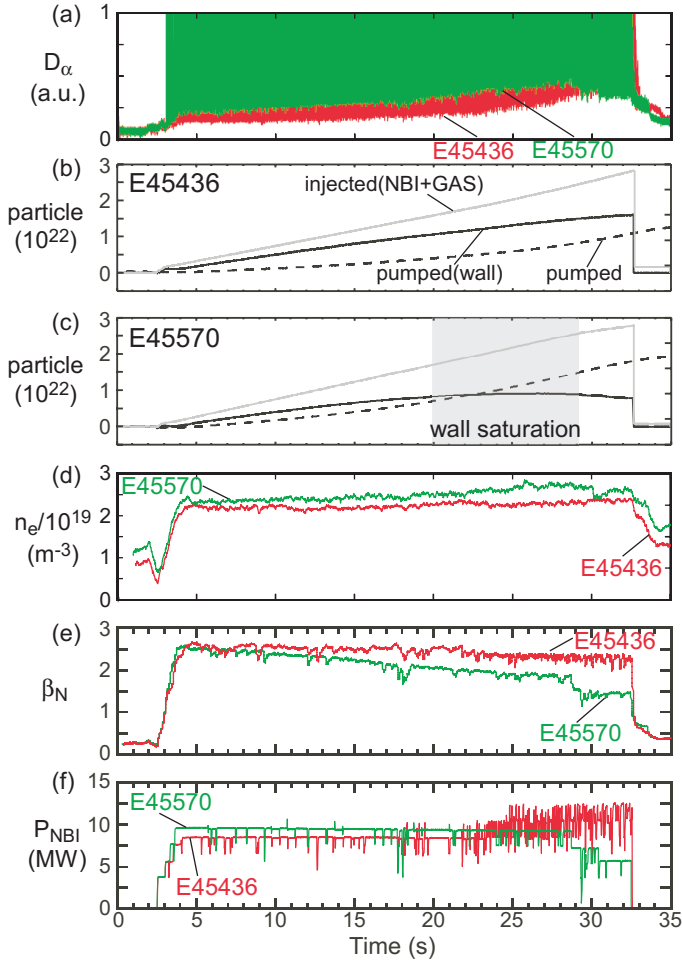 (a)
1
Dα
(a.u.)
0
E45436 E45570
(b)
3
E45436
injected(NBI+GAS)
particle
2
(10²²)
1
pumped(wall)
pumped
0
(c)
3
E45570
particle
2
(10²²)
1
wall saturation
0
(d)
3
E45570
nₑ/10¹⁹
2
(m⁻³)
1
E45436
0
(e)
3
E45436
2
βN
1
E45570
0
(f)
15
E45570
PNBI
10
(MW)
5
E45436
0 5 10 15 20 25 30 35
Time (s)